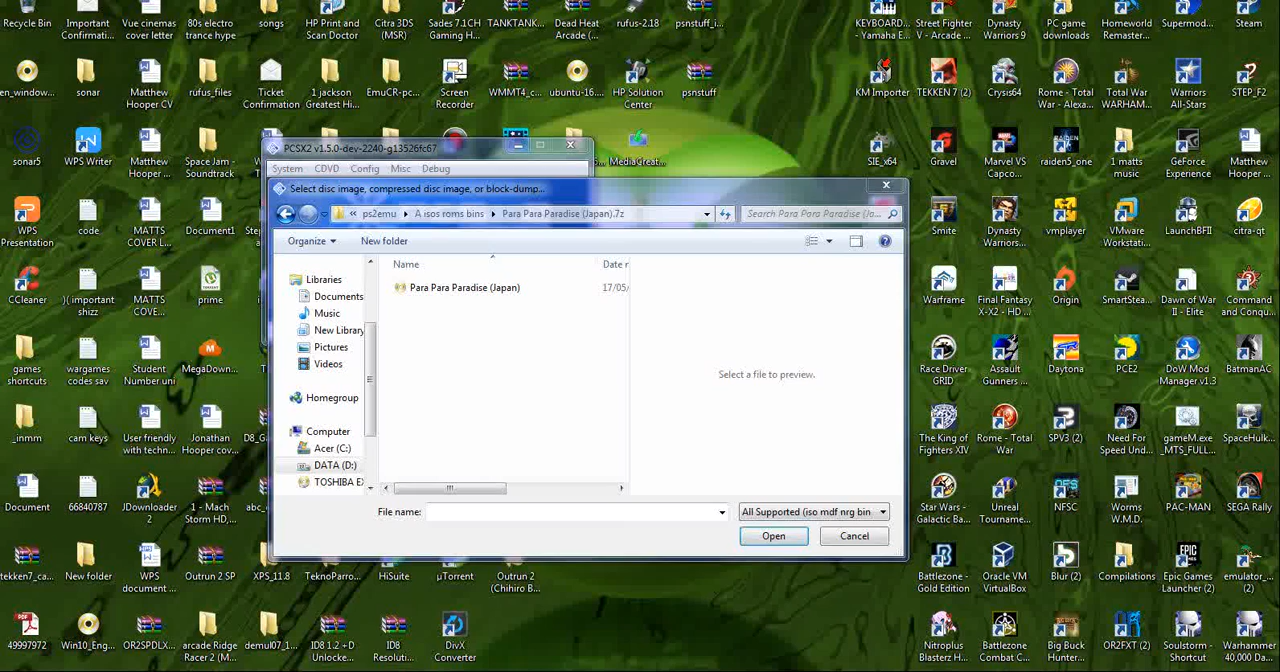 Recycle Bin
Important
Confirmati...
Vue cinemas
cover letter
80s electro
trance hype
songs
HP Print and
Scan Doctor
Citra 3DS
(MSR)
Sades 7.1CH
Gaming H...
TANKTANK...
Dead Heat
Arcade (...
rufus-2.18
psnstuff_i...
KEYBOARD...
- Yamaha E...
Street Fighter
V - Arcade ...
Dynasty
Warriors 9
PC game
downloads
Homeworld
Remaster...
Supermod...
Steam
en_window...
sonar
Matthew
Hooper CV
rufus_files
Ticket
Confirmation
1 jackson
Greatest Hi...
EmuCR-pc...
Screen
Recorder
WMMT4_c...
ubuntu-16....
HP Solution
Center
psnstuff
KM Importer
TEKKEN 7 (2)
Crysis64
Rome - Total
War - Alexa...
Total War
WARHAM...
Warriors
All-Stars
STEP_F2
sonar5
WPS Writer
Matthew
Hooper ...
Space Jam -
Soundtrack
MediaCreat...
SIE_x64
Gravel
Marvel VS
Capco...
raiden5_one
1 matts
music
GeForce
Experience
Matthew
Hooper ...
PCSX2 v1.5.0-dev-2240-g13526fc67
System CDVD Config Misc Debug
Select disc image, compressed disc image, or block-dump...
« ps2emu A isos roms bins Para Para Paradise (Japan).7z
Search Para Para Paradise (Ja...
Organize New folder
Name Date r
Para Para Paradise (Japan) 17/05/
Libraries
Documents
Music
New Library
Pictures
Videos
Homegroup
Computer
Acer (C:)
DATA (D:)
TOSHIBA E
Select a file to preview.
File name:
All Supported (iso mdf nrg bin
Open Cancel
WPS
Presentation
code
MATTS
COVER L...
Document1
Smite
Dynasty
Warriors:...
vmplayer
VMware
Workstati...
LaunchBFII
citra-qt
CCleaner
)( important
shizz
MATTS
COVER ...
prime
Warframe
Final Fantasy
X-X2 - HD ...
Origin
SmartStea...
Dawn of War
II - Elite
Command
and Conqu...
games
shortcuts
wargames
codes sav
Student
Number uni
MegaDown...
Race Driver
GRID
Assault
Gunners ...
Daytona
PCE2
DoW Mod
Manager v1.3
BatmanAC
_inmm
cam keys
User friendly
with techn...
Jonathan
Hooper cov...
The King of
Fighters XIV
Rome - Total
War
SPV3 (2)
Need For
Speed Und...
gameM.exe
_MTS_FULL...
SpaceHulk...
Document
66840787
JDownloader
2
1 - Mach
Storm HD,...
Star Wars -
Galactic Ba...
Unreal
Tourname...
NFSC
Worms
W.M.D.
PAC-MAN
SEGA Rally
tekken7_ca...
New folder
WPS
document ...
Outrun 2 SP
XPS_11.8
TeknoParro...
HiSuite
µTorrent
Outrun 2
(Chihiro B...
Battlezone -
Gold Edition
Oracle VM
VirtualBox
Blur (2)
Compilations
Epic Games
Launcher (2)
emulator_...
(2)
49997972
Win10_Eng...
OR2SPDLX...
arcade Ridge
Racer 2 (M...
demul07_1...
ID8 1.2 +D
Unlocke...
ID8
Resoluti...
DivX
Converter
Nitroplus
Blasterz H...
Battlezone
Combat C...
Big Buck
Hunter...
OR2FXT (2)
Soulstorm -
Shortcut
Warhammer
40,000 Da...